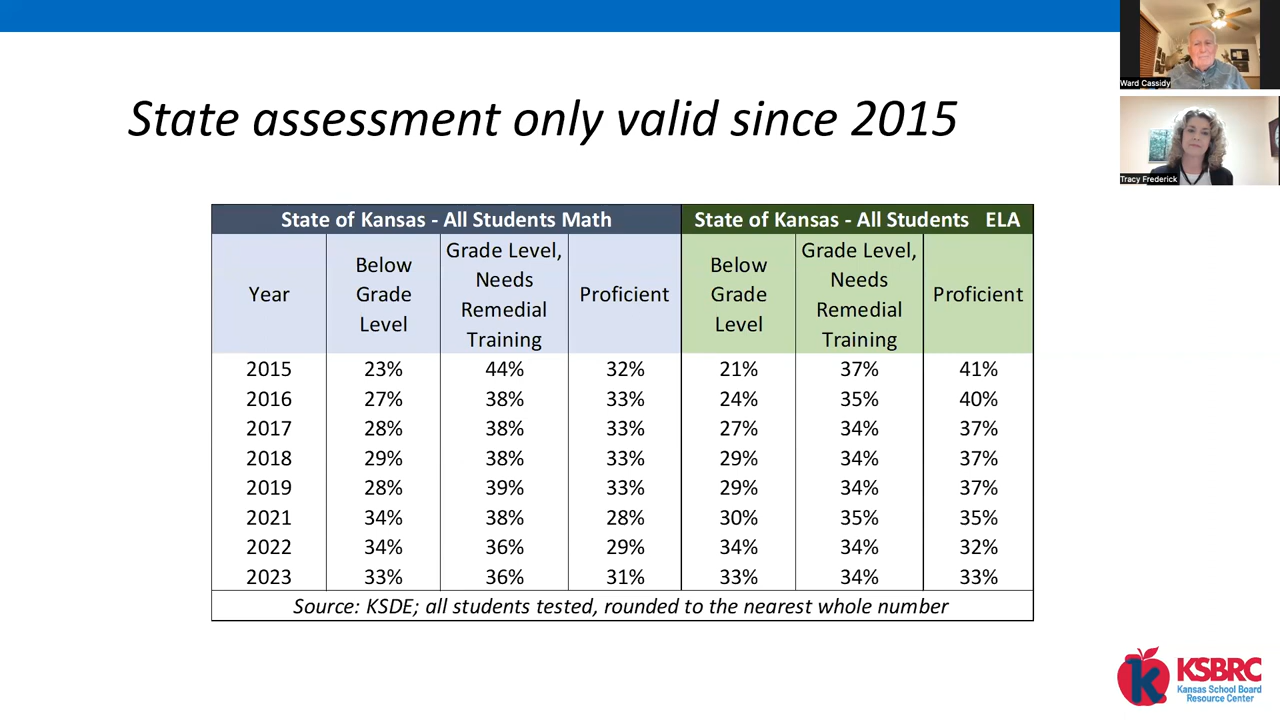 State assessment only valid since 2015
Ward Cassidy
Tracy Frederick
State of Kansas - All Students Math State of Kansas - All Students ELA
Year Below Grade Level Grade Level, Needs Remedial Training Proficient Below Grade Level Grade Level, Needs Remedial Training Proficient
2015 23% 44% 32% 21% 37% 41%
2016 27% 38% 33% 24% 35% 40%
2017 28% 38% 33% 27% 34% 37%
2018 29% 38% 33% 29% 34% 37%
2019 28% 39% 33% 29% 34% 37%
2021 34% 38% 28% 30% 35% 35%
2022 34% 36% 29% 34% 34% 32%
2023 33% 36% 31% 33% 34% 33%
Source: KSDE; all students tested, rounded to the nearest whole number
k KSBRC
Kansas School Board
Resource Center